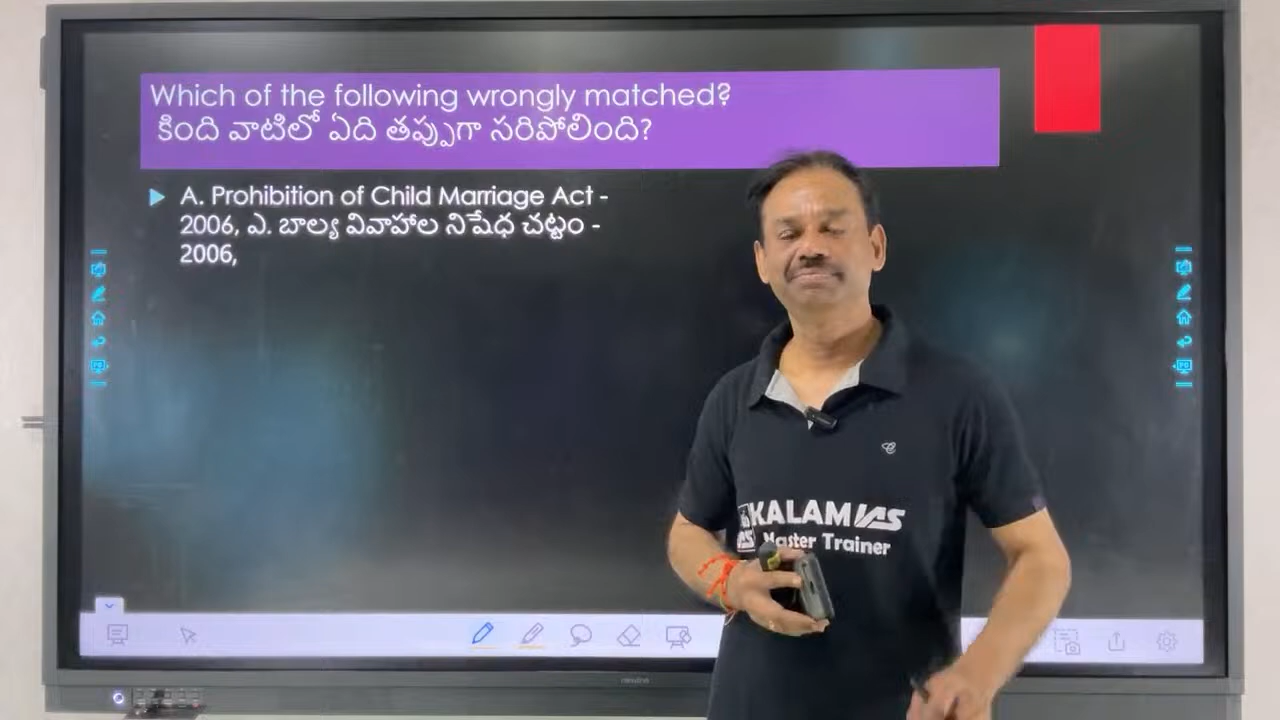 Which of the following wrongly matched?
కింది వాటిలో ఏది తప్పుగా సరిపోలింది?
A. Prohibition of Child Marriage Act -
2006, ఎ. బాల్య వివాహాల నిషేధ చట్టం -
2006,
KALAM IAS
Master Trainer